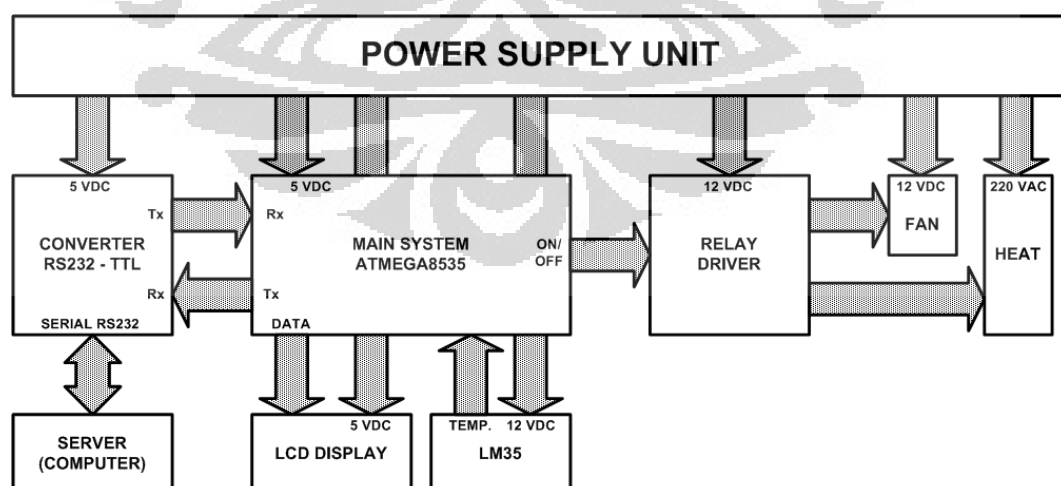 POWER SUPPLY UNIT
5 VDC
Tx
CONVERTER
RS232 - TTL
Rx
SERIAL RS232
5 VDC
Rx
MAIN SYSTEM
ATMEGA8535
ON/
OFF
Tx
DATA
12 VDC
RELAY
DRIVER
12 VDC
FAN
220 VAC
HEAT
SERVER
(COMPUTER)
5 VDC
LCD DISPLAY
TEMP. 12 VDC
LM35